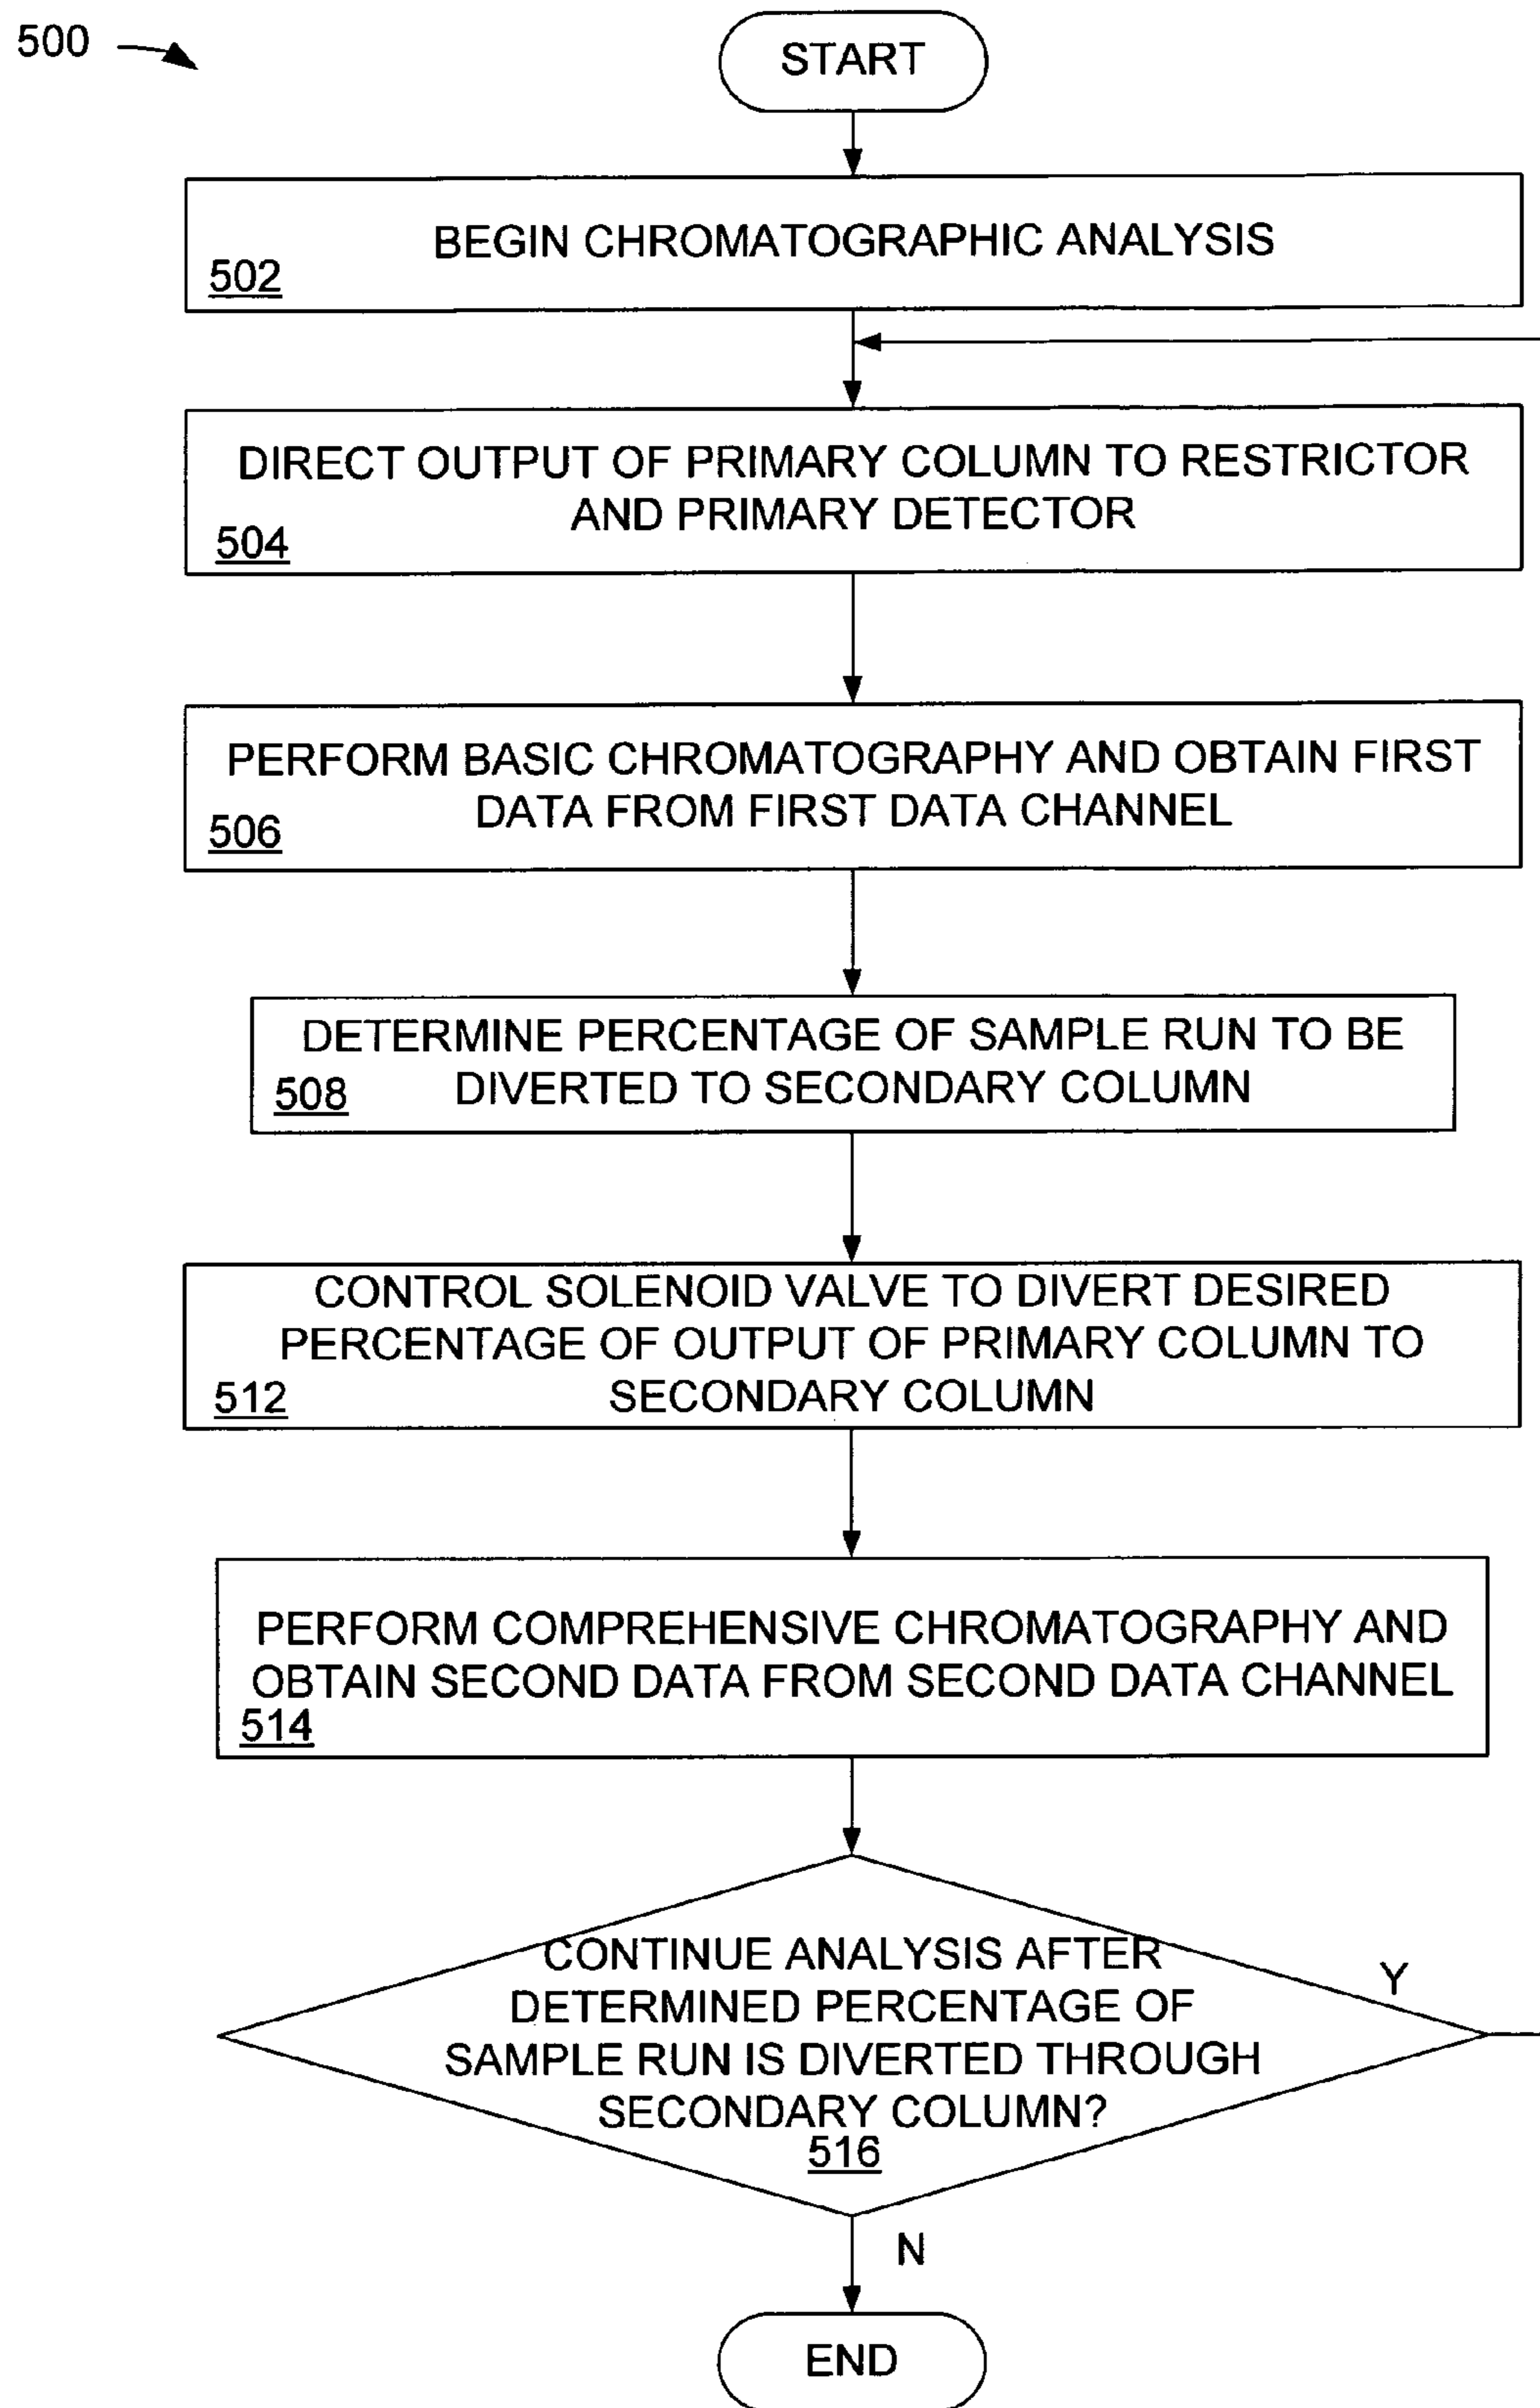 500
START
BEGIN CHROMATOGRAPHIC ANALYSIS
502
DIRECT OUTPUT OF PRIMARY COLUMN TO RESTRICTOR
AND PRIMARY DETECTOR
504
PERFORM BASIC CHROMATOGRAPHY AND OBTAIN FIRST
DATA FROM FIRST DATA CHANNEL
506
DETERMINE PERCENTAGE OF SAMPLE RUN TO BE
DIVERTED TO SECONDARY COLUMN
508
CONTROL SOLENOID VALVE TO DIVERT DESIRED
PERCENTAGE OF OUTPUT OF PRIMARY COLUMN TO
SECONDARY COLUMN
512
PERFORM COMPREHENSIVE CHROMATOGRAPHY AND
OBTAIN SECOND DATA FROM SECOND DATA CHANNEL
514
CONTINUE ANALYSIS AFTER
DETERMINED PERCENTAGE OF
SAMPLE RUN IS DIVERTED THROUGH
SECONDARY COLUMN?
516
Y
N
END